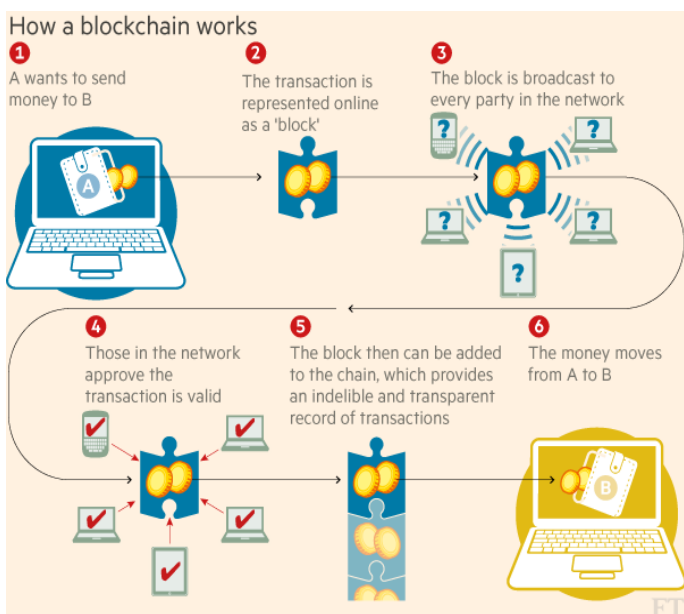 How a blockchain works
1
A wants to send
money to B
2
The transaction is
represented online
as a 'block'
3
The block is broadcast to
every party in the network
A
?
?
?
?
?
4
Those in the network
approve the
transaction is valid
5
The block then can be added
to the chain, which provides
an indelible and transparent
record of transactions
6
The money moves
from A to B
B
FT